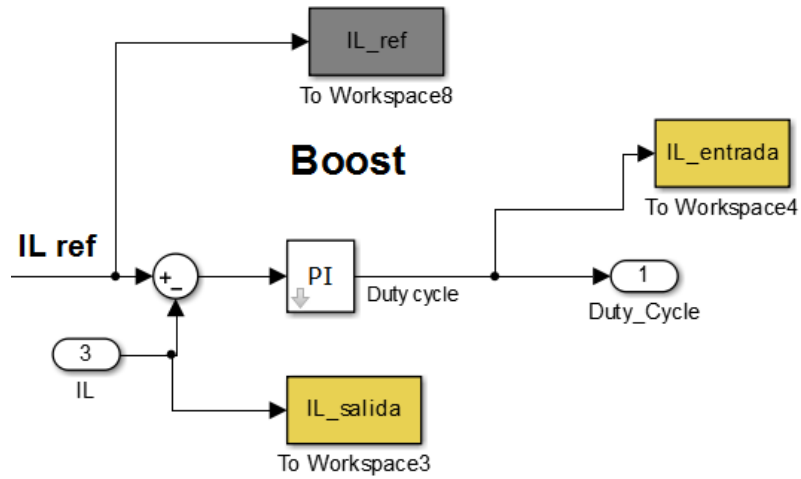 IL_ref
To Workspace8
Boost
IL_entrada
To Workspace4
IL ref
+
−
PI
Duty cycle
1
Duty_Cycle
3
IL
IL_salida
To Workspace3